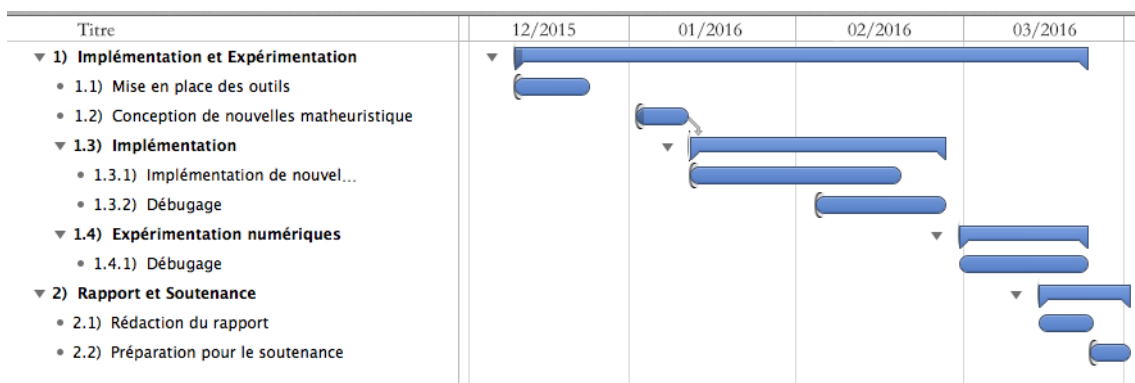 Titre 12/2015 01/2016 02/2016 03/2016
1) Implémentation et Expérimentation
1.1) Mise en place des outils
1.2) Conception de nouvelles matheuristique
1.3) Implémentation
1.3.1) Implémentation de nouvel...
1.3.2) Débugage
1.4) Expérimentation numériques
1.4.1) Débugage
2) Rapport et Soutenance
2.1) Rédaction du rapport
2.2) Préparation pour le soutenance